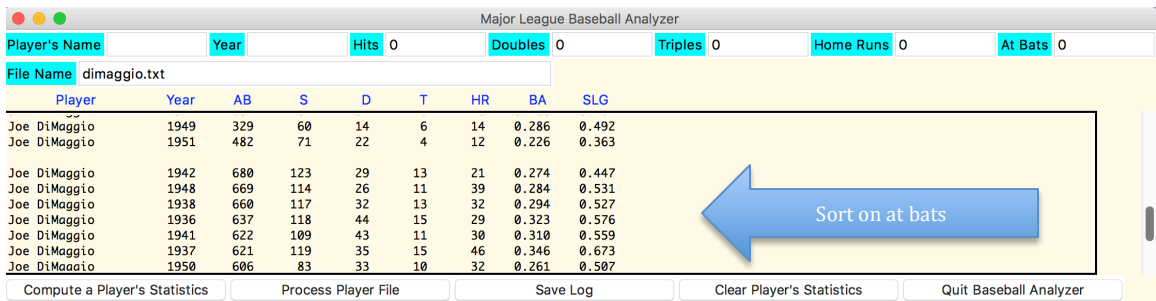 Major League Baseball Analyzer
Player's Name Year Hits 0 Doubles 0 Triples 0 Home Runs 0 At Bats 0
File Name dimaggio.txt
Player Year AB S D T HR BA SLG
Joe DiMaggio 1949 329 60 14 6 14 0.286 0.492
Joe DiMaggio 1951 482 71 22 4 12 0.226 0.363
Joe DiMaggio 1942 680 123 29 13 21 0.274 0.447
Joe DiMaggio 1948 669 114 26 11 39 0.284 0.531
Joe DiMaggio 1938 660 117 32 13 32 0.294 0.527
Joe DiMaggio 1936 637 118 44 15 29 0.323 0.576
Joe DiMaggio 1941 622 109 43 11 30 0.310 0.559
Joe DiMaggio 1937 621 119 35 15 46 0.346 0.673
Joe DiMaggio 1950 606 83 33 10 32 0.261 0.507
Sort on at bats
Compute a Player's Statistics Process Player File Save Log Clear Player's Statistics Quit Baseball Analyzer